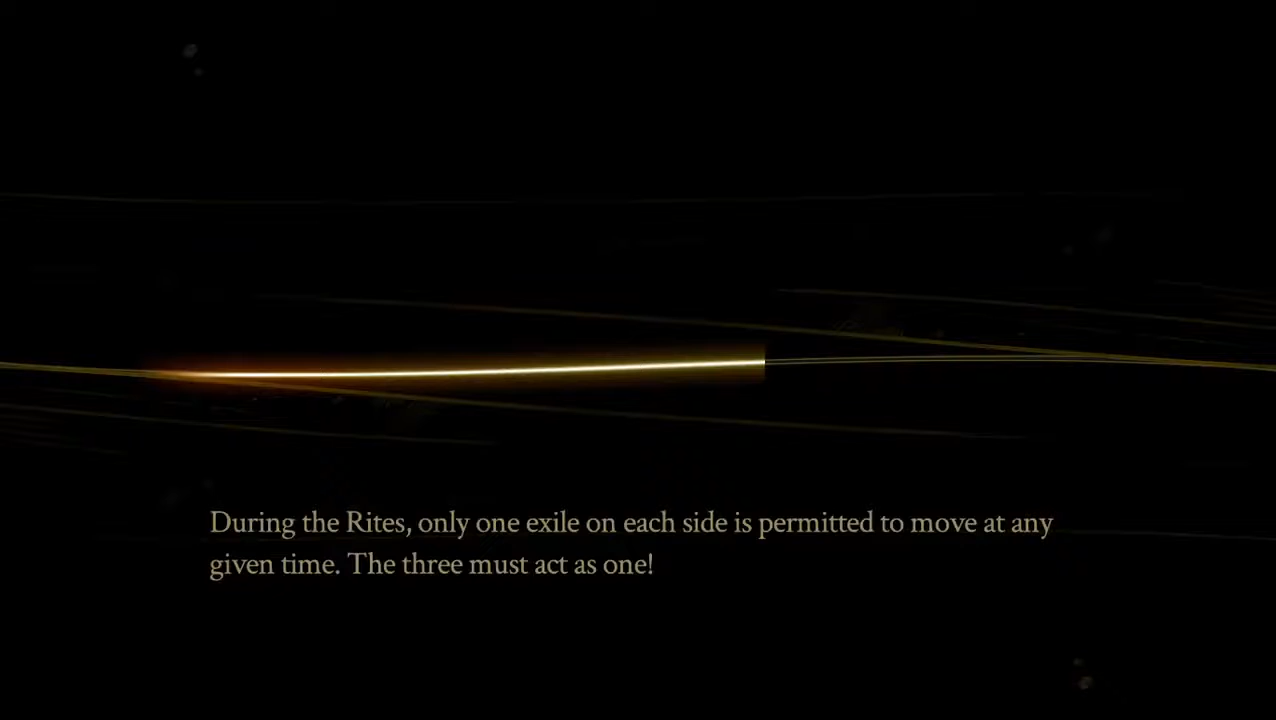 During the Rites, only one exile on each side is permitted to move at any
given time. The three must act as one!